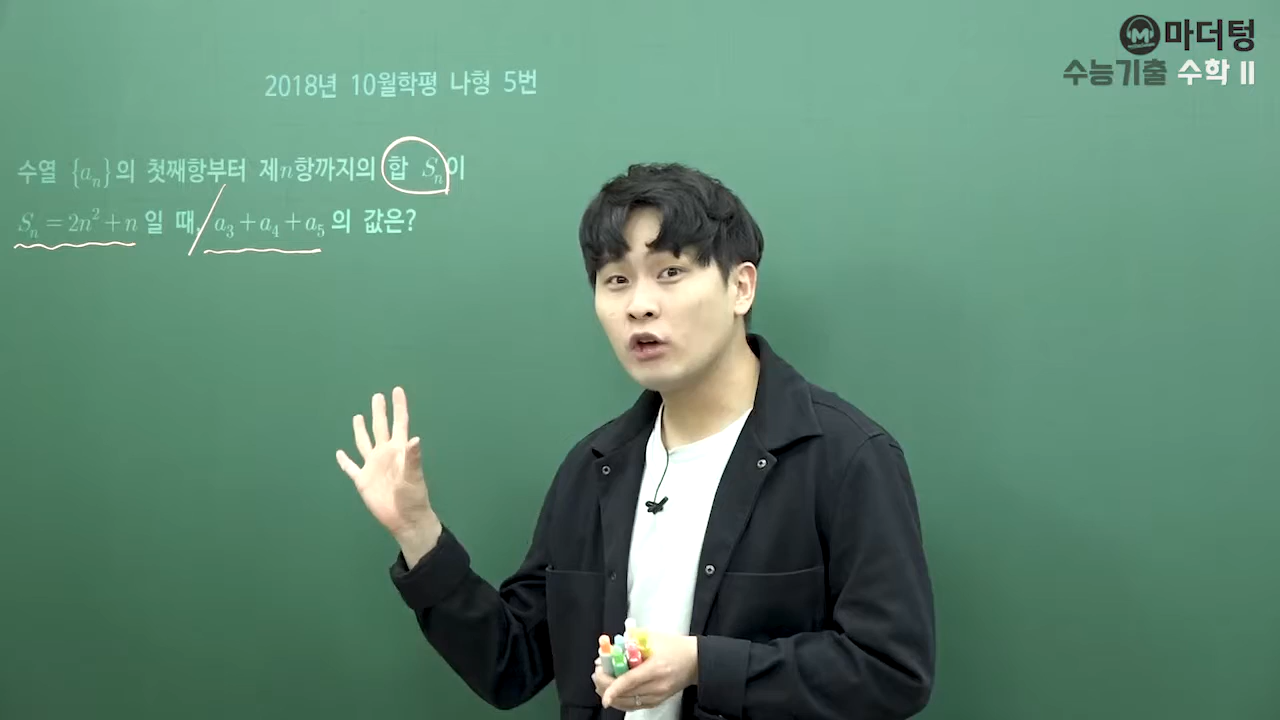 마더텅
수능기출 수학 II
2018년 10월학평 나형 5번
수열 {aₙ}의 첫째항부터 제n항까지의 합 Sₙ이
Sₙ = 2n² + n 일 때, a₃ + a₄ + a₅ 의 값은?